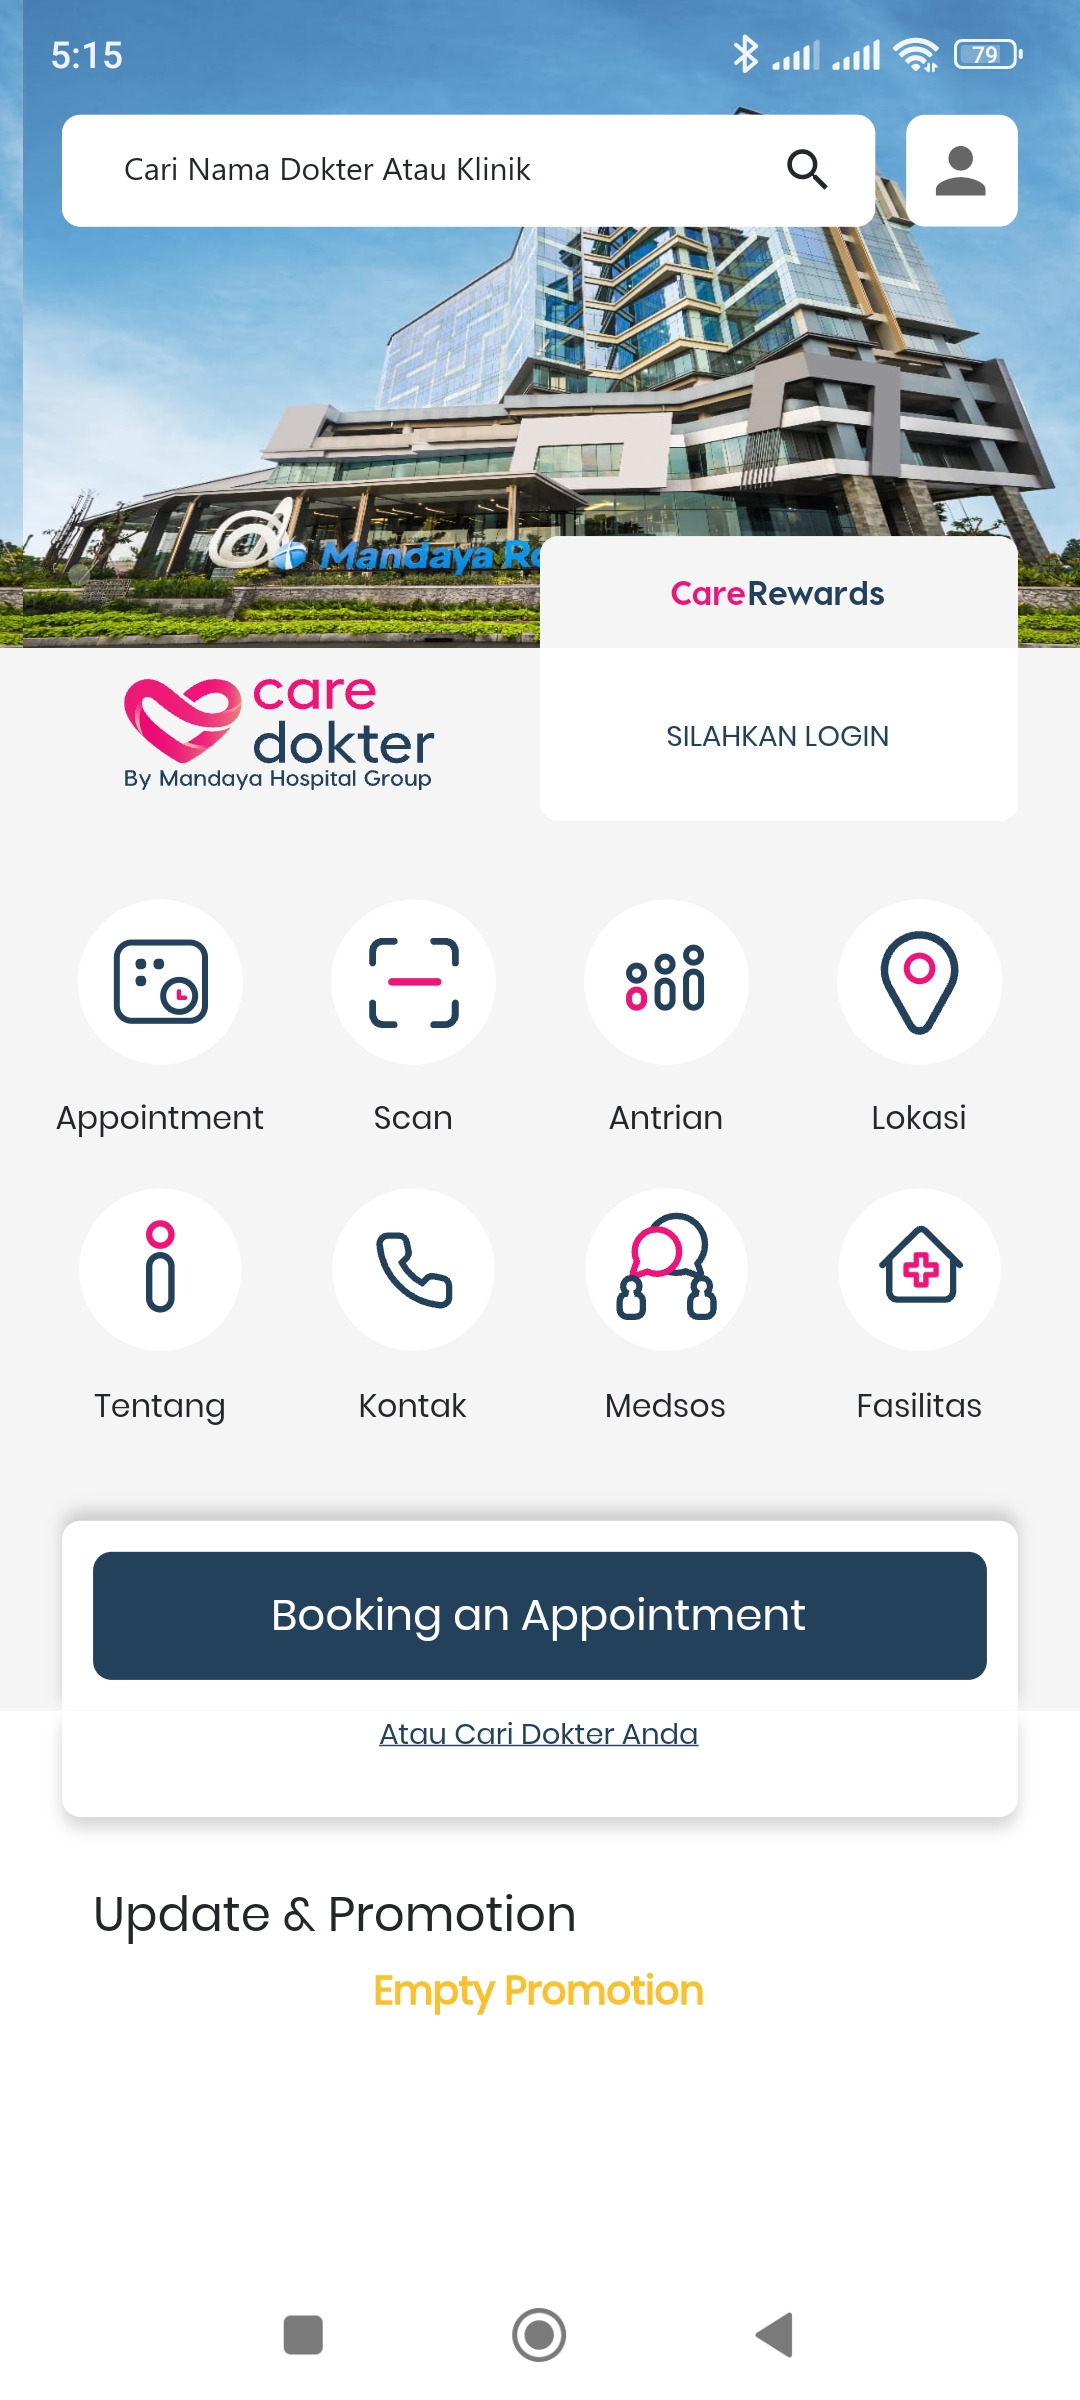 5:15
79
Cari Nama Dokter Atau Klinik
Mandaya
CareRewards
SILAHKAN LOGIN
care
dokter
By Mandaya Hospital Group
Appointment
Scan
Antrian
Lokasi
Tentang
Kontak
Medsos
Fasilitas
Booking an Appointment
Atau Cari Dokter Anda
Update & Promotion
Empty Promotion